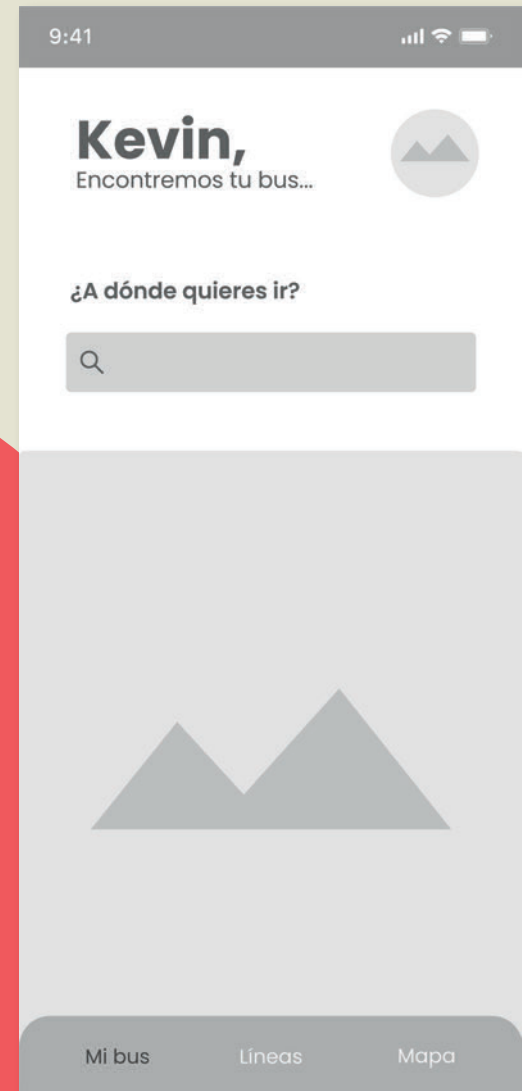 9:41
Kevin,
Encontremos tu bus...
¿A dónde quieres ir?
Mi bus Líneas Mapa